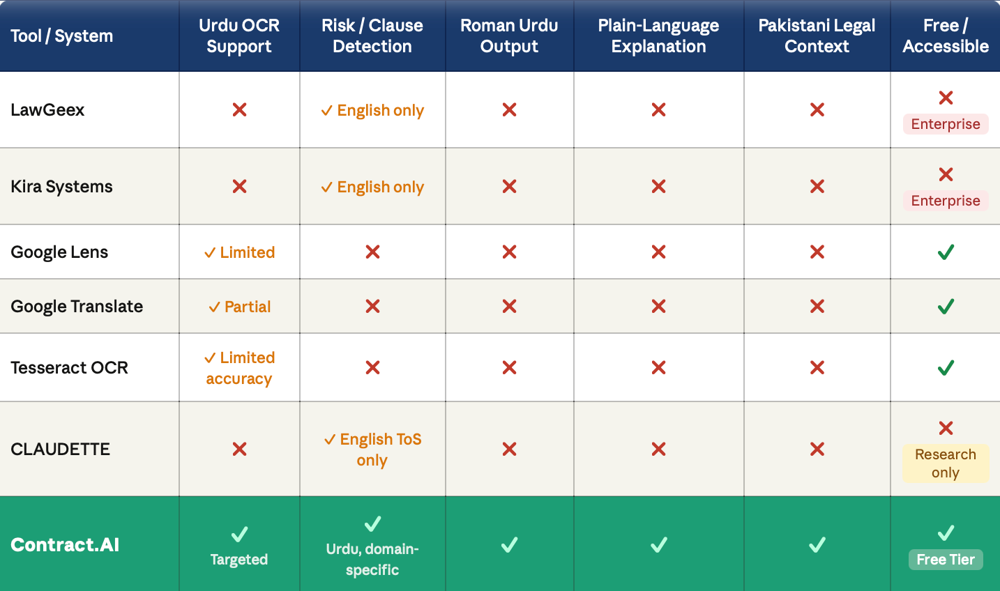 Tool / System
Urdu OCR
Support
Risk / Clause
Detection
Roman Urdu
Output
Plain-Language
Explanation
Pakistani Legal
Context
Free /
Accessible
LawGeex
✕
✓ English only
✕
✕
✕
✕
Enterprise
Kira Systems
✕
✓ English only
✕
✕
✕
✕
Enterprise
Google Lens
✓ Limited
✕
✕
✕
✕
✓
Google Translate
✓ Partial
✕
✕
✕
✕
✓
Tesseract OCR
✓ Limited
accuracy
✕
✕
✕
✕
✓
CLAUDETTE
✕
✓ English ToS
only
✕
✕
✕
✕
Research
only
Contract.AI
✓
Targeted
✓
Urdu, domain-
specific
✓
✓
✓
✓
Free Tier